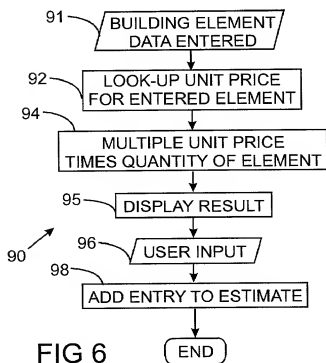 91
BUILDING ELEMENT
DATA ENTERED
92
LOOK-UP UNIT PRICE
FOR ENTERED ELEMENT
94
MULTIPLE UNIT PRICE
TIMES QUANTITY OF ELEMENT
95
DISPLAY RESULT
96
USER INPUT
90
98
ADD ENTRY TO ESTIMATE
FIG 6
END